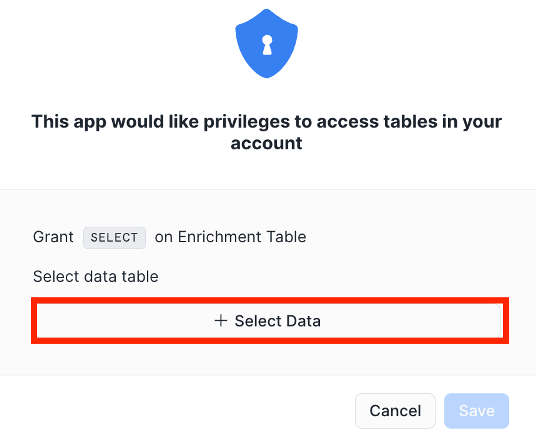 This app would like privileges to access tables in your
account
Grant SELECT on Enrichment Table
Select data table
+ Select Data
Cancel Save